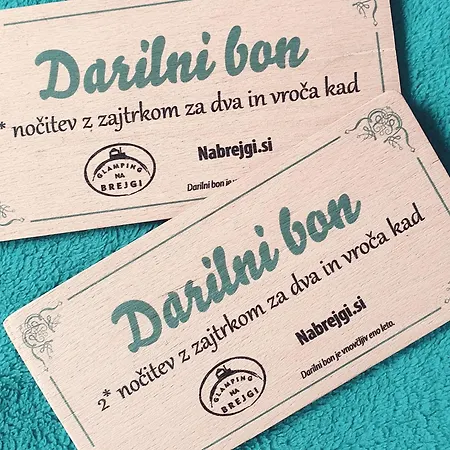 Darilni bon
* nočitev z zajtrkom za dva in vroča kad
GLAMPING
NA
BREJGI
Nabrejgi.si
Darilni bon je
Darilni bon
2* nočitev z zajtrkom za dva in vroča kad
GLAMPING
NA
BREJGI
Nabrejgi.si
Darilni bon je vnovčljiv eno leto.